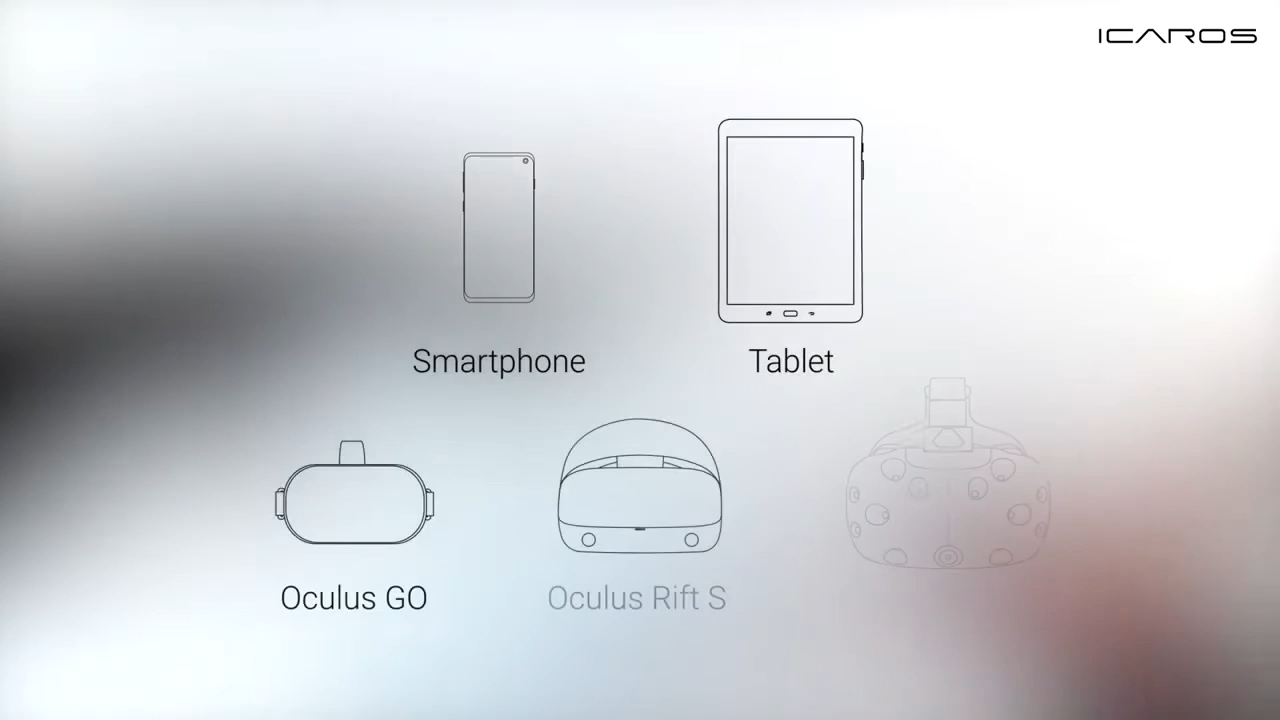 ICAROS
Smartphone
Tablet
Oculus GO
Oculus Rift S